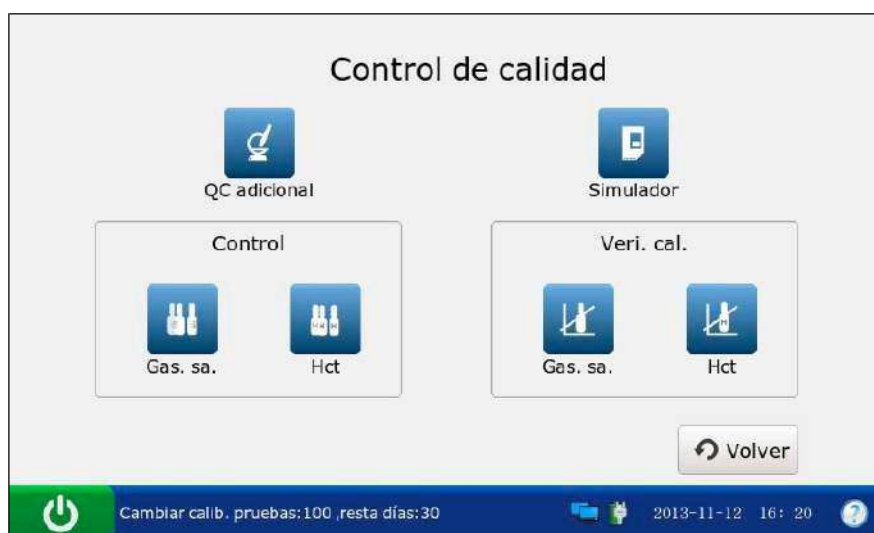 Control de calidad
QC adicional
Simulador
Control
Veri. cal.
Gas. sa.
Hct
Gas. sa.
Hct
Volver
Cambiar calib. pruebas:100 ,resta días:30
2013-11-12 16: 20
?